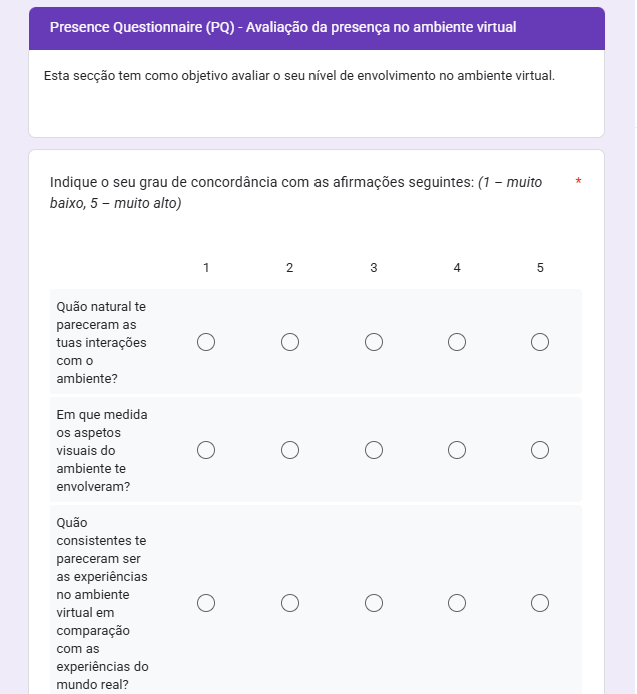 Presence Questionnaire (PQ) - Avaliação da presença no ambiente virtual
Esta secção tem como objetivo avaliar o seu nível de envolvimento no ambiente virtual.
Indique o seu grau de concordância com as afirmações seguintes: (1 – muito *
baixo, 5 – muito alto)
1 2 3 4 5
Quão natural te
pareceram as
tuas interações
com o
ambiente?
Em que medida
os aspetos
visuais do
ambiente te
envolveram?
Quão
consistentes te
pareceram ser
as experiências
no ambiente
virtual em
comparação
com as
experiências do
mundo real?